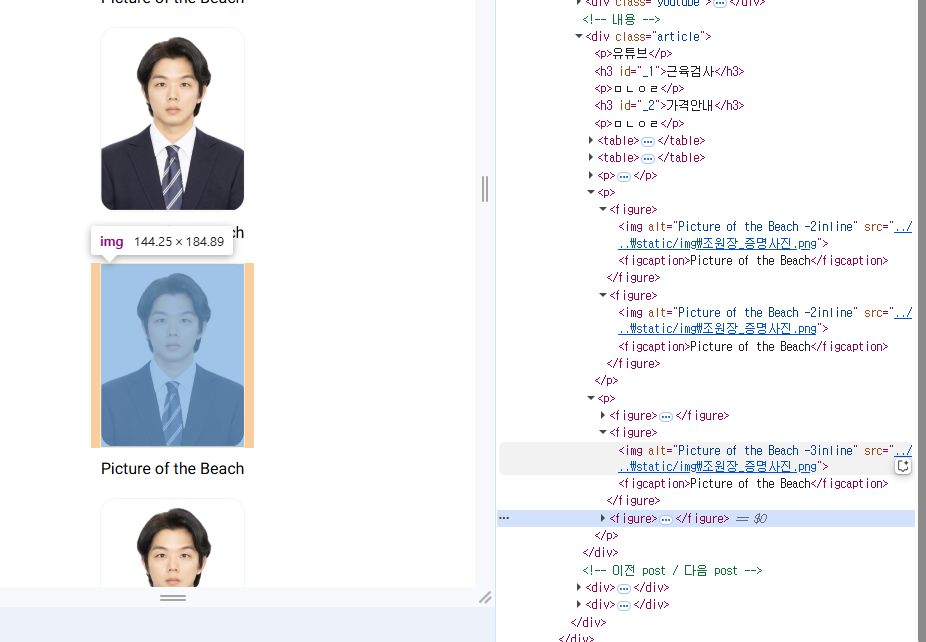 Picture of the Beach
ch
img 144.25 × 184.89
Picture of the Beach
<div class="youtube">⋯</div>
<!-- 내용 -->
<div class="article">
<p>유튜브</p>
<h3 id="_1">근육검사</h3>
<p>ㅁㄴㅇㄹ</p>
<h3 id="_2">가격안내</h3>
<p>ㅁㄴㅇㄹ</p>
<table>⋯</table>
<table>⋯</table>
<p>⋯</p>
<p>
<figure>
<img alt="Picture of the Beach -2inline" src="../
..₩static/img₩조원장_증명사진.png">
<figcaption>Picture of the Beach</figcaption>
</figure>
<figure>
<img alt="Picture of the Beach -2inline" src="../
..₩static/img₩조원장_증명사진.png">
<figcaption>Picture of the Beach</figcaption>
</figure>
</p>
<p>
<figure>⋯</figure>
<figure>
<img alt="Picture of the Beach -3inline" src="../
..₩static/img₩조원장_증명사진.png">
<figcaption>Picture of the Beach</figcaption>
</figure>
⋯ <figure>⋯</figure> == $0
</p>
</div>
<!-- 이전 post / 다음 post -->
<div>⋯</div>
<div>⋯</div>
</div>
</div>